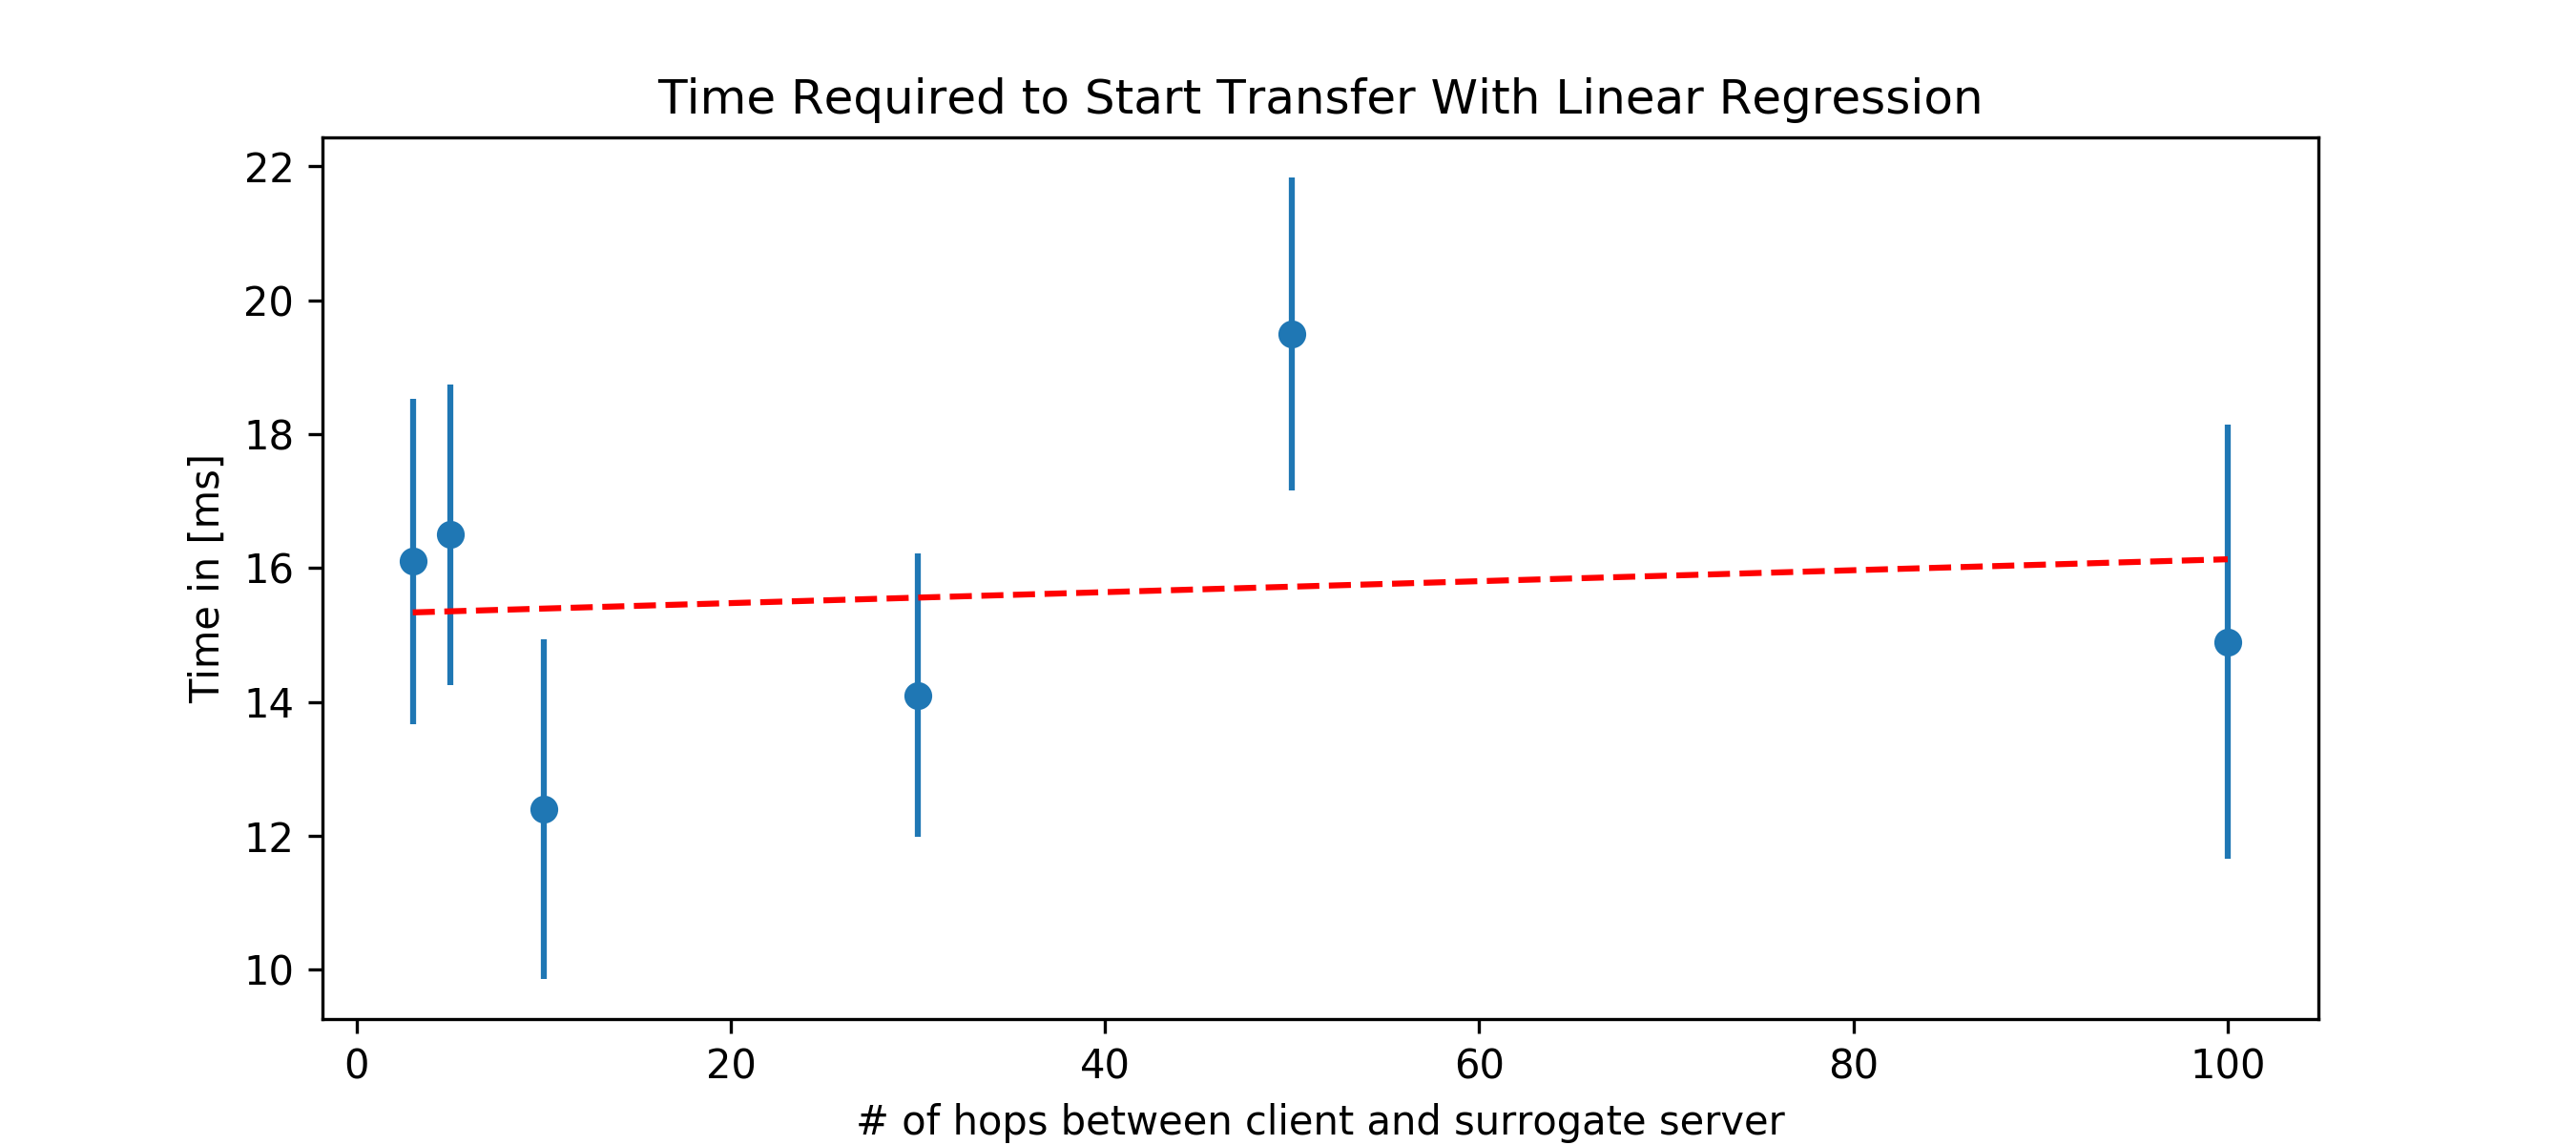 Time Required to Start Transfer With Linear Regression
Time in [ms]
22
20
18
16
14
12
10
0 20 40 60 80 100
# of hops between client and surrogate server